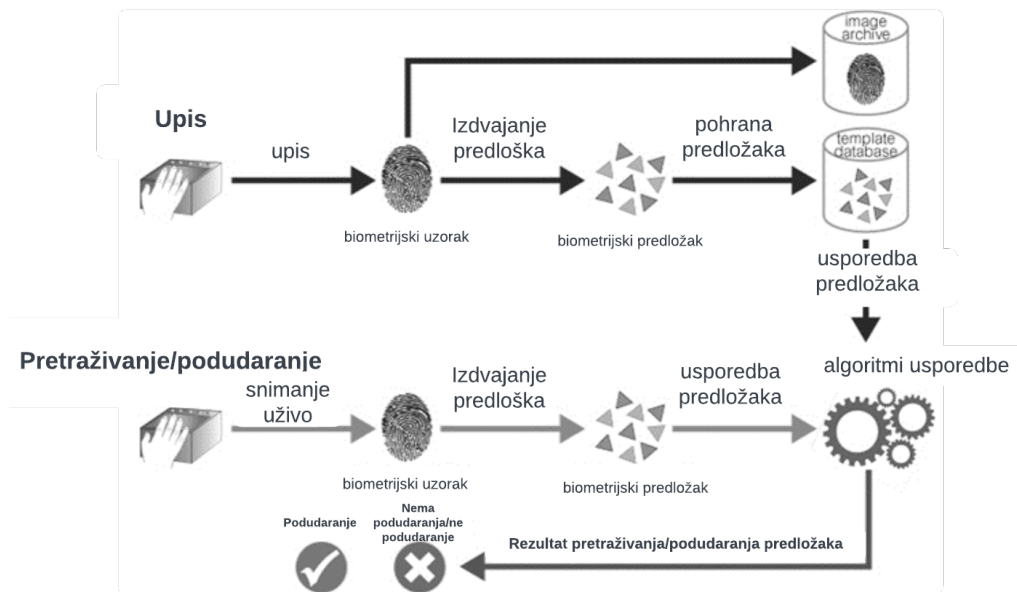 image
archive
Upis
upis
Izdvajanje
predloška
pohrana
predložaka
template
database
biometrijski uzorak
biometrijski predložak
usporedba
predložaka
Pretraživanje/podudaranje
snimanje
uživo
Izdvajanje
predloška
usporedba
predložaka
algoritmi usporedbe
biometrijski uzorak
biometrijski predložak
Podudaranje
Nema
podudaranja/ne
podudaranje
Rezultat pretraživanja/podudaranja predložaka